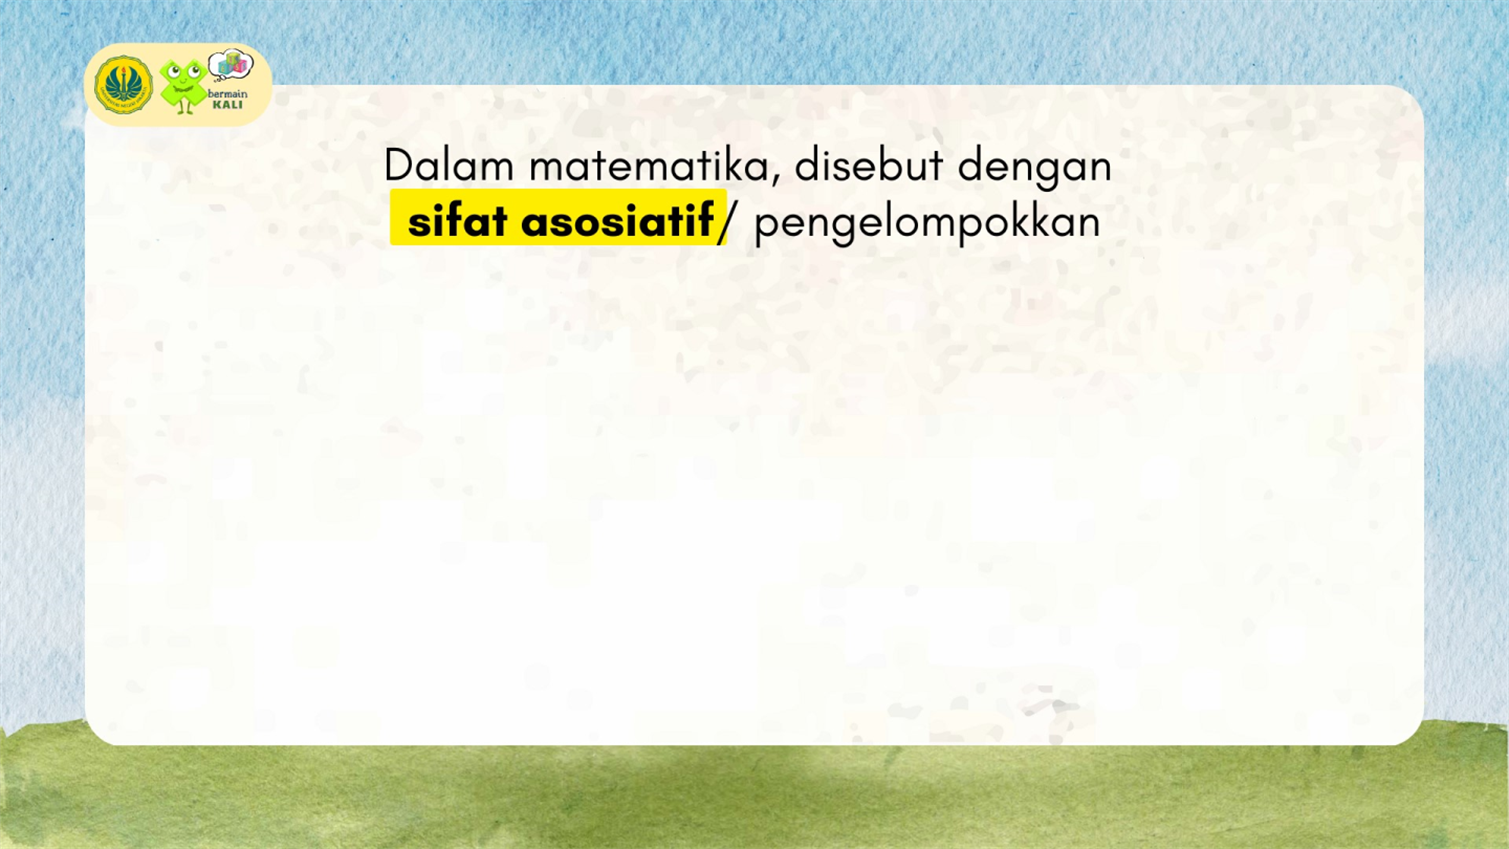 bermain
KALI
Dalam matematika, disebut dengan
sifat asosiatif/ pengelompokkan